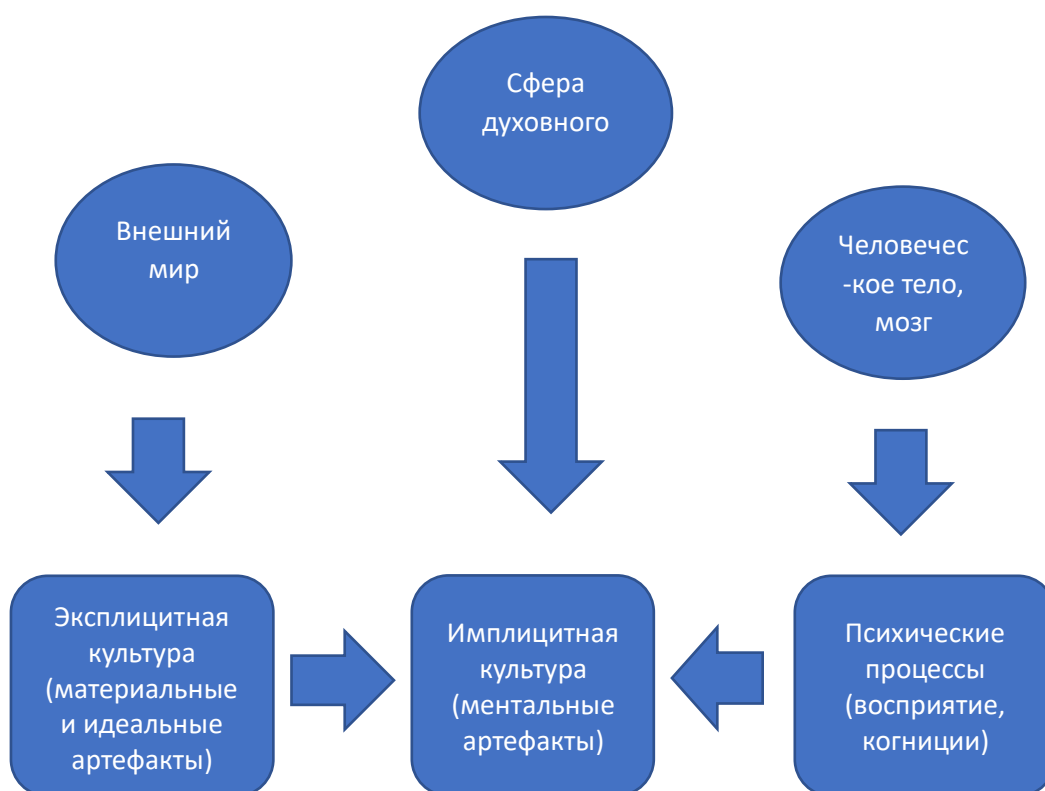 Сфера
духовного
Внешний
мир
Человечес
-кое тело,
мозг
Эксплицитная
культура
(материальные
и идеальные
артефакты)
Имплицитная
культура
(ментальные
артефакты)
Психические
процессы
(восприятие,
когниции)